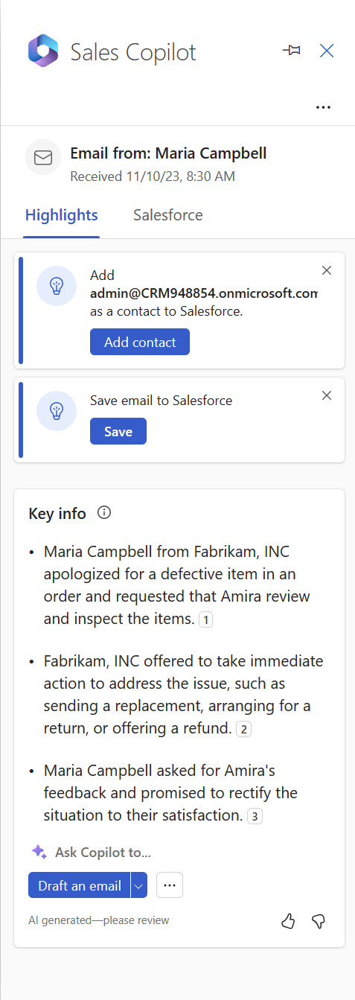 Sales Copilot
...
Email from: Maria Campbell
Received 11/10/23, 8:30 AM
Highlights Salesforce
Add
admin@CRM948854.onmicrosoft.com
as a contact to Salesforce.
Add contact
Save email to Salesforce
Save
Key info
• Maria Campbell from Fabrikam, INC
apologized for a defective item in an
order and requested that Amira review
and inspect the items. 1
• Fabrikam, INC offered to take immediate
action to address the issue, such as
sending a replacement, arranging for a
return, or offering a refund. 2
• Maria Campbell asked for Amira's
feedback and promised to rectify the
situation to their satisfaction. 3
Ask Copilot to...
Draft an email ...
AI generated—please review